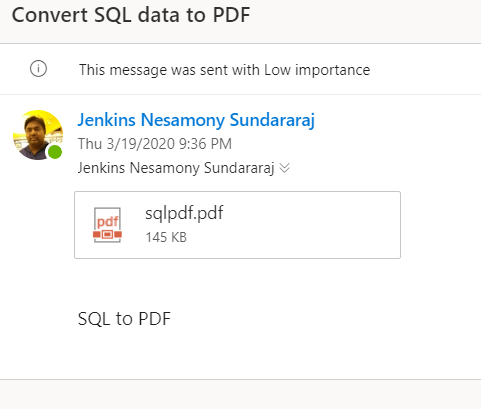 Convert SQL data to PDF
This message was sent with Low importance
Jenkins Nesamony Sundararaj
Thu 3/19/2020 9:36 PM
Jenkins Nesamony Sundararaj
pdf
sqlpdf.pdf
145 KB
SQL to PDF